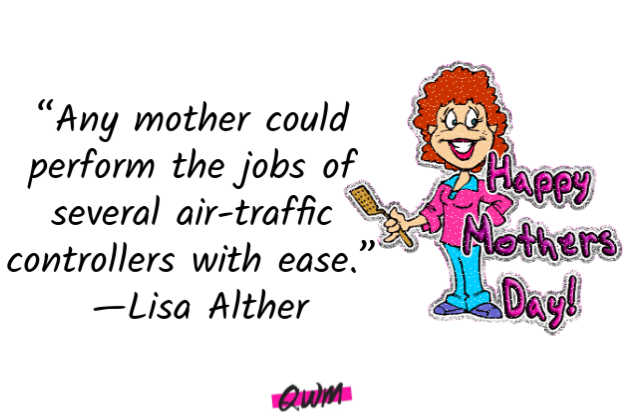 “Any mother could
perform the jobs of
several air-traffic
controllers with ease.”
—Lisa Alther
Happy
Mothers
Day!
QWM